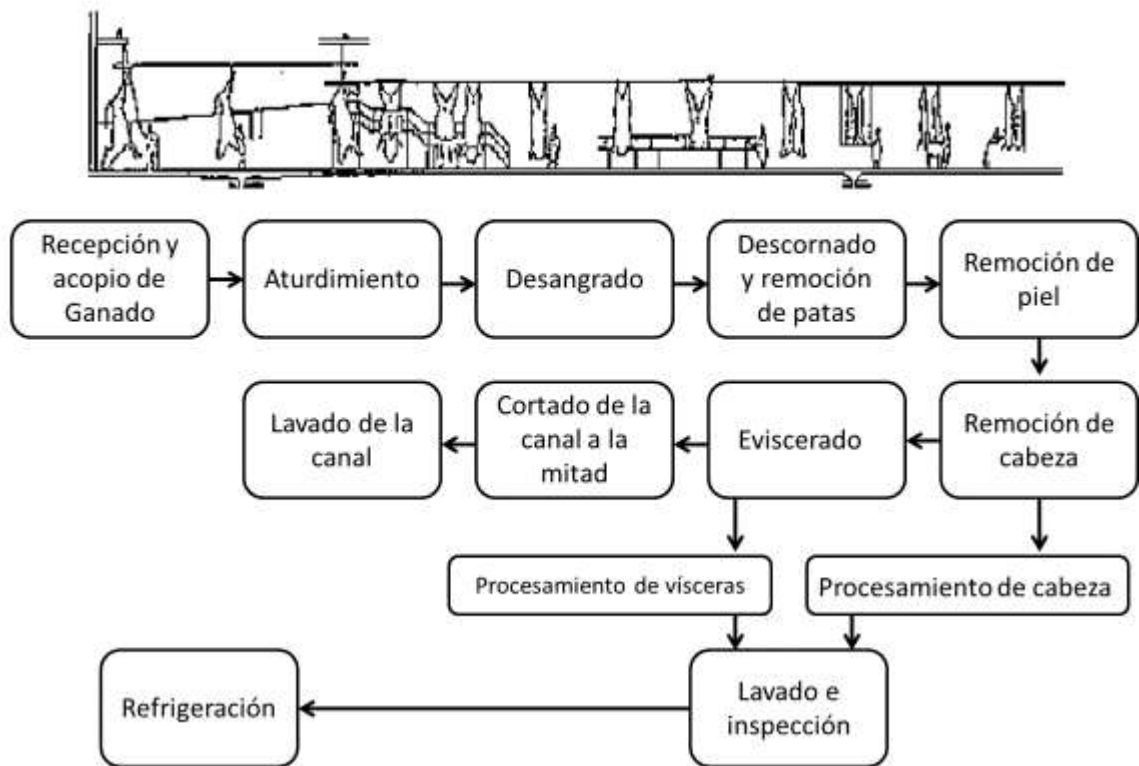 Recepción y
acopio de
Ganado
Aturdimiento
Desangrado
Descornado
y remoción
de patas
Remoción de
piel
Lavado de la
canal
Cortado de la
canal a la
mitad
Eviscerado
Remoción de
cabeza
Procesamiento de vísceras
Procesamiento de cabeza
Refrigeración
Lavado e
inspección